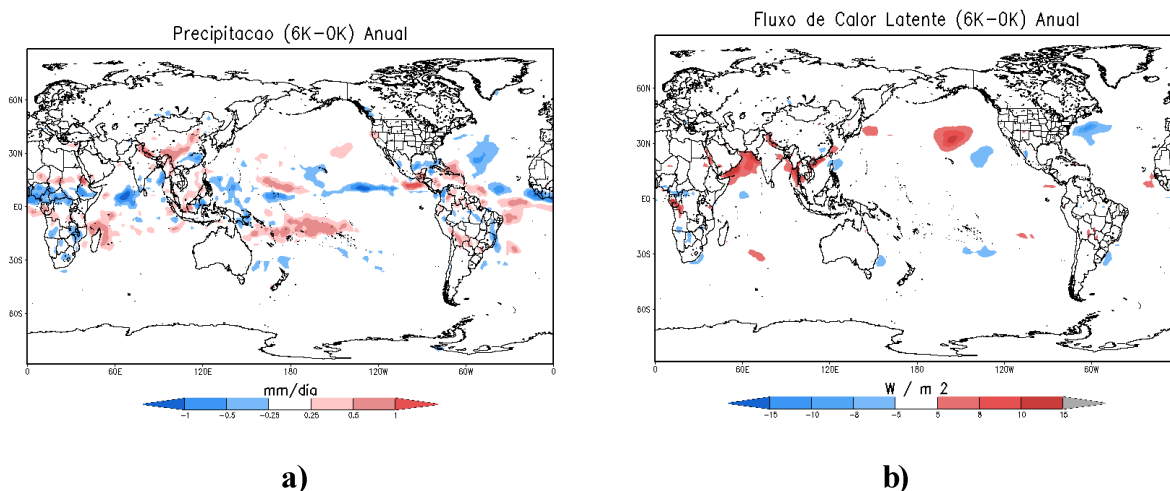 Precipitacao (6K-0K) Anual
60N
30N
EQ
30S
60S
0 60E 120E 180 120W 60W 0
mm/dia
-1 -0.5 -0.25 0.25 0.5 1
a)
Fluxo de Calor Latente (6K-0K) Anual
60N
30N
EQ
30S
60S
0 60E 120E 180 120W 60W
W / m 2
-15 -10 -5 5 8 10 15
b)